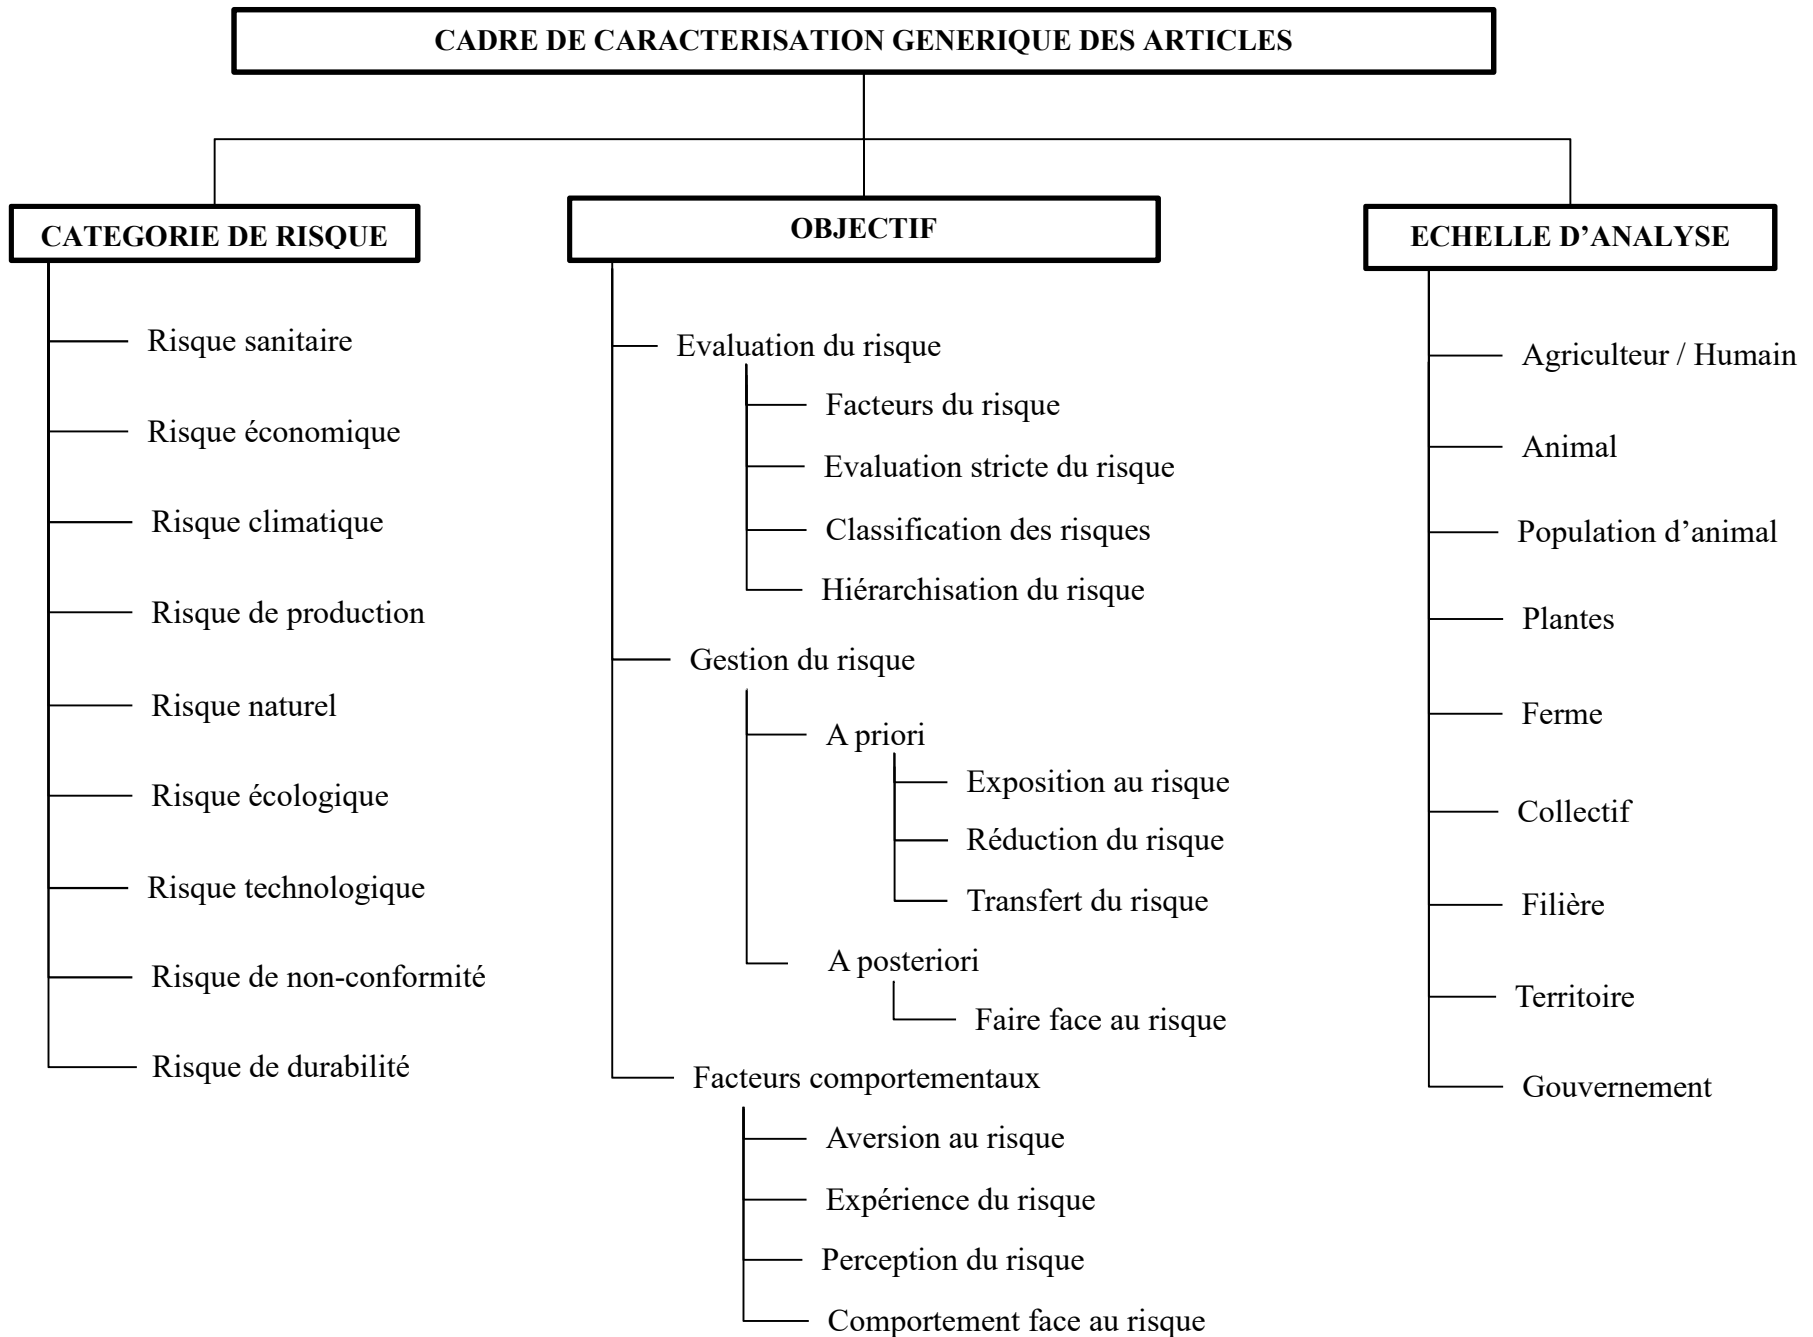 CADRE DE CARACTERISATION GENERIQUE DES ARTICLES
CATEGORIE DE RISQUE
Risque sanitaire
Risque économique
Risque climatique
Risque de production
Risque naturel
Risque écologique
Risque technologique
Risque de non-conformité
Risque de durabilité
OBJECTIF
Evaluation du risque
Facteurs du risque
Evaluation stricte du risque
Classification des risques
Hiérarchisation du risque
Gestion du risque
A priori
Exposition au risque
Réduction du risque
Transfert du risque
A posteriori
Faire face au risque
Facteurs comportementaux
Aversion au risque
Expérience du risque
Perception du risque
Comportement face au risque
ECHELLE D’ANALYSE
Agriculteur / Humain
Animal
Population d’animal
Plantes
Ferme
Collectif
Filière
Territoire
Gouvernement